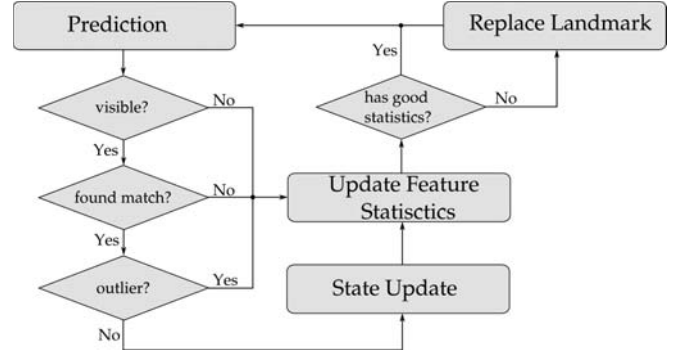 Prediction
Replace Landmark
Yes
visible?
No
has good
statistics?
No
Yes
found match?
No
Update Feature
Statisctics
Yes
outlier?
Yes
State Update
No